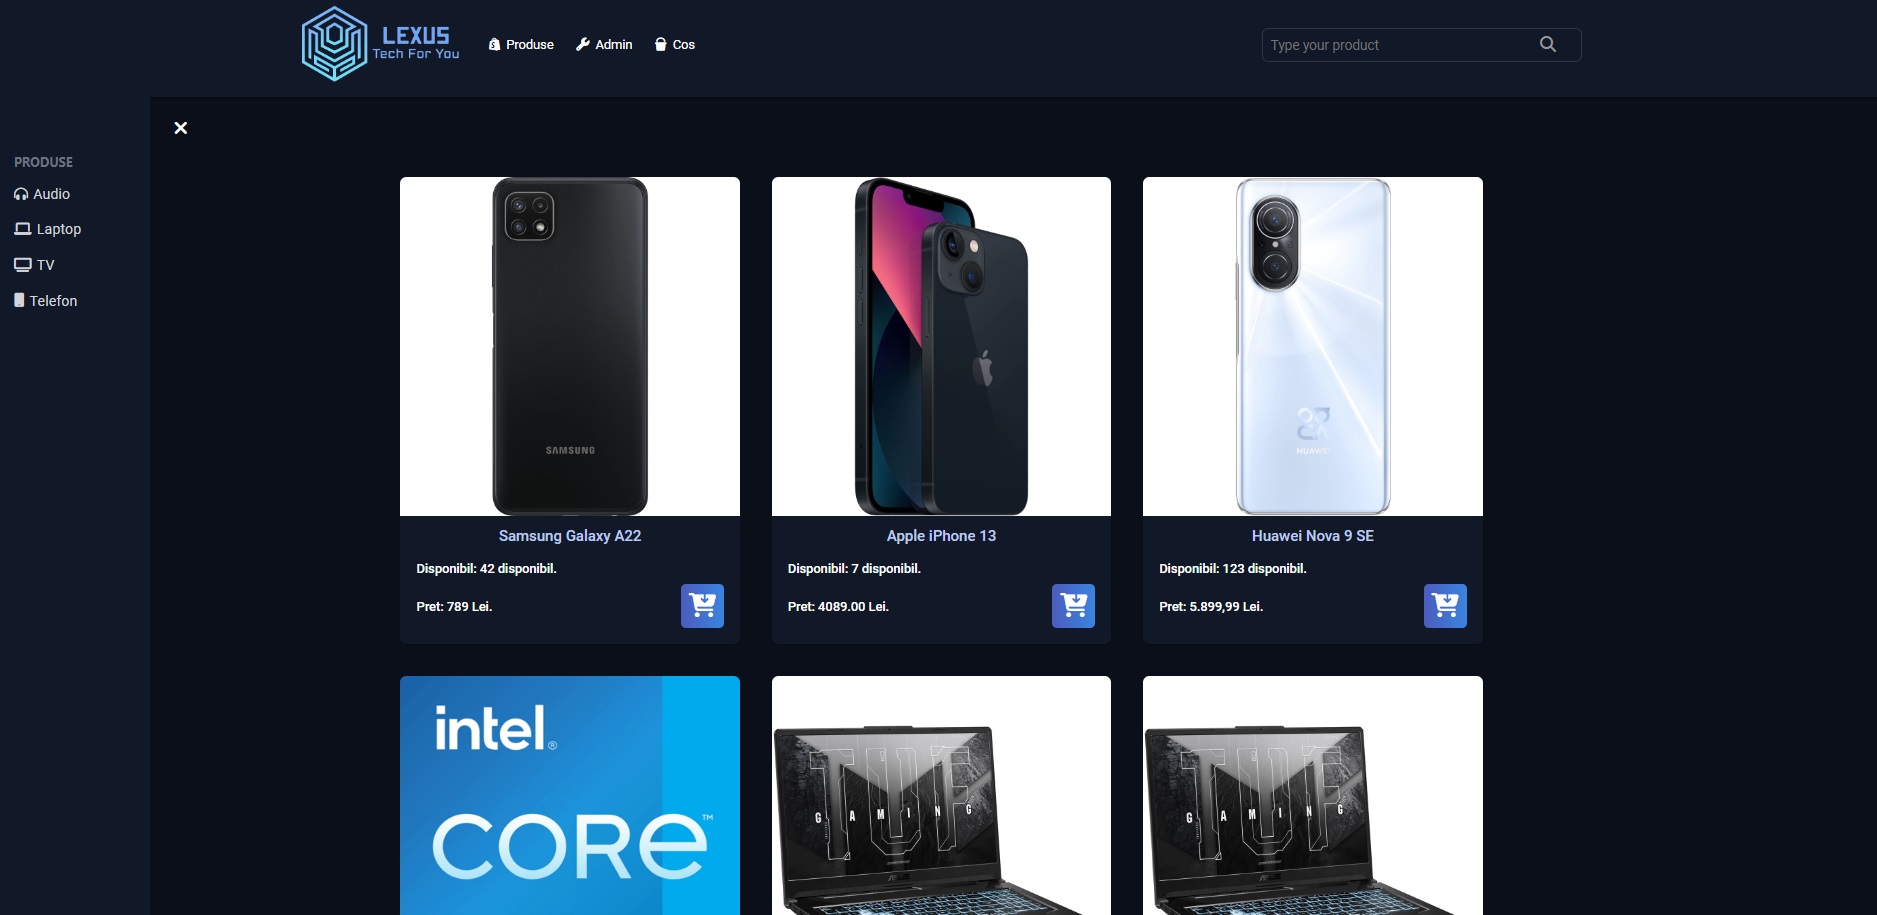 LEXUS
Tech For You
Produse
Admin
Cos
Type your product
PRODUSE
Audio
Laptop
TV
Telefon
SAMSUNG
HUAWEI
Samsung Galaxy A22
Disponibil: 42 disponibil.
Pret: 789 Lei.
Apple iPhone 13
Disponibil: 7 disponibil.
Pret: 4089.00 Lei.
Huawei Nova 9 SE
Disponibil: 123 disponibil.
Pret: 5.899,99 Lei.
intel®
CORE™
TUF
GAMING
ASUS
TUF
GAMING
ASUS